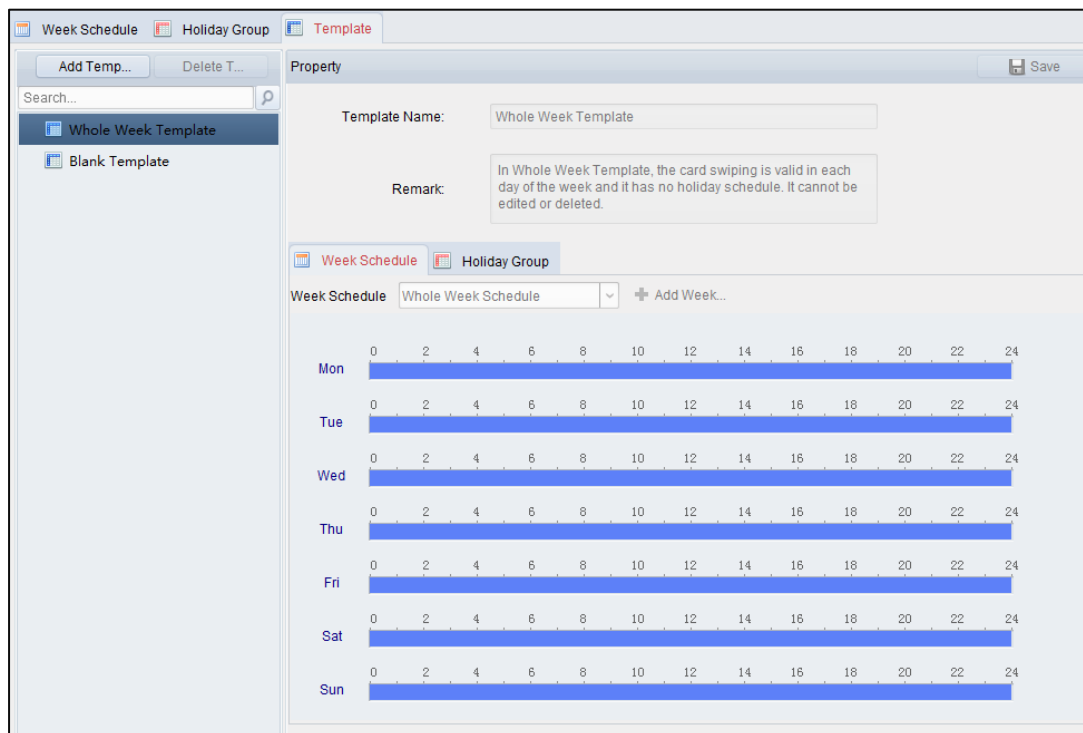 Week Schedule Holiday Group Template
Add Temp... Delete T... Property Save
Search...
Whole Week Template
Blank Template
Template Name: Whole Week Template
Remark: In Whole Week Template, the card swiping is valid in each
day of the week and it has no holiday schedule. It cannot be
edited or deleted.
Week Schedule Holiday Group
Week Schedule Whole Week Schedule Add Week...
0 2 4 6 8 10 12 14 16 18 20 22 24
Mon
0 2 4 6 8 10 12 14 16 18 20 22 24
Tue
0 2 4 6 8 10 12 14 16 18 20 22 24
Wed
0 2 4 6 8 10 12 14 16 18 20 22 24
Thu
0 2 4 6 8 10 12 14 16 18 20 22 24
Fri
0 2 4 6 8 10 12 14 16 18 20 22 24
Sat
0 2 4 6 8 10 12 14 16 18 20 22 24
Sun